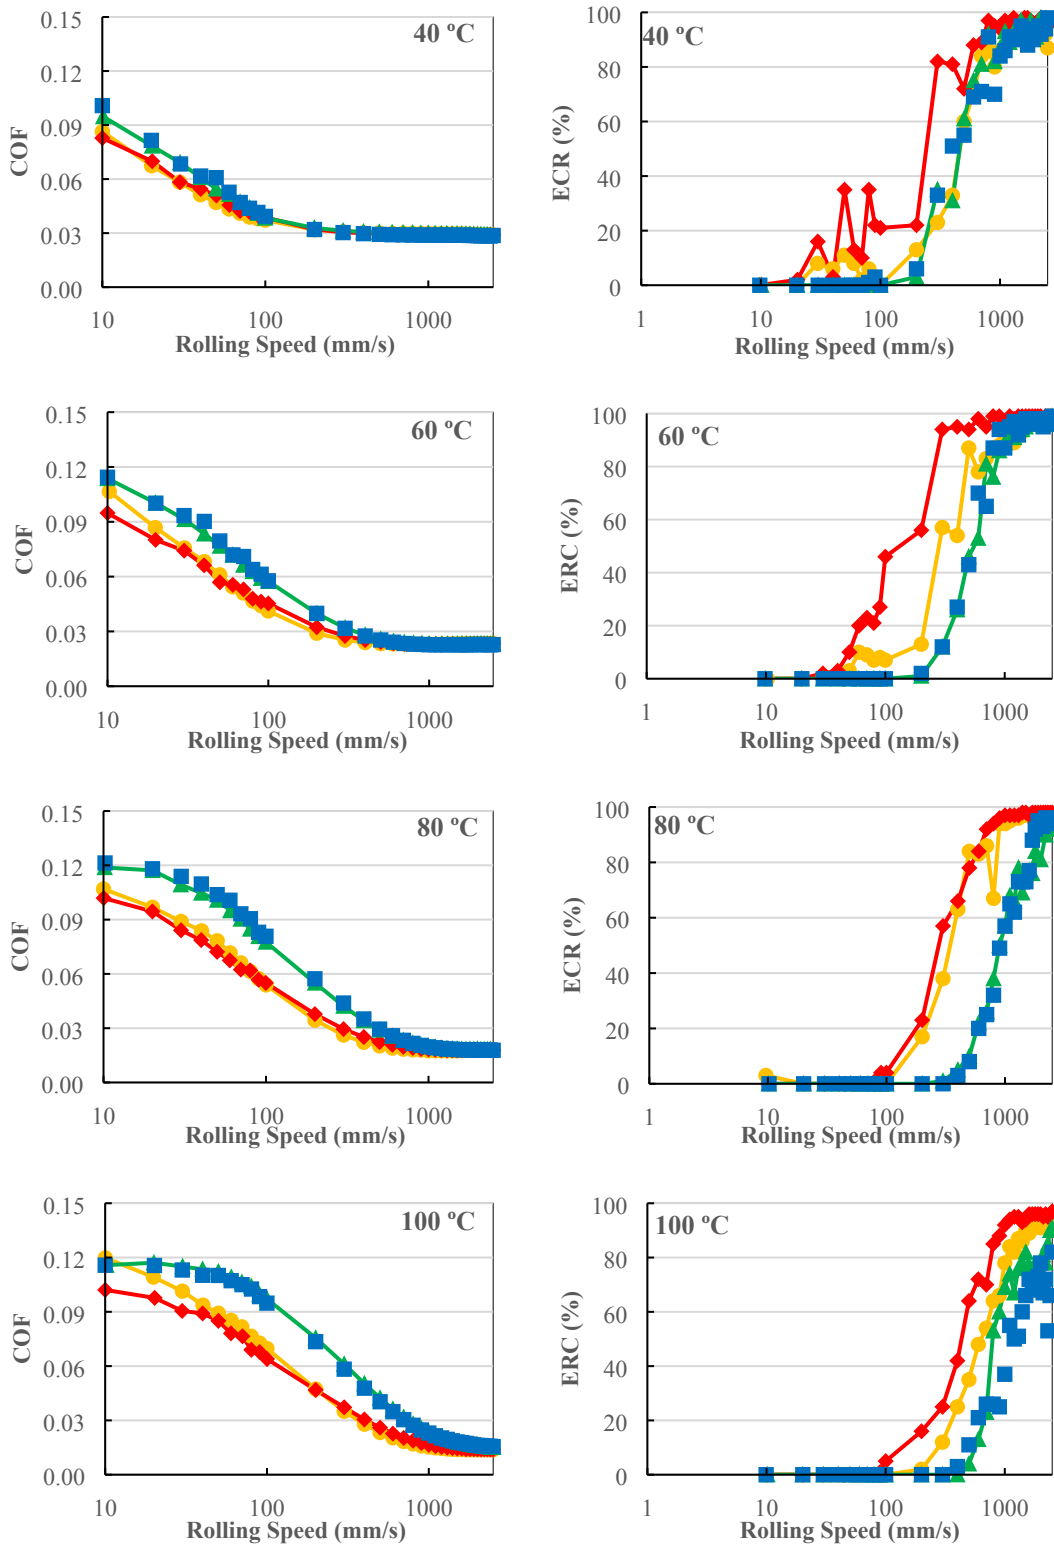 0.15
0.12
0.09
0.06
0.03
0.00
COF
40 ºC
10 100 1000
Rolling Speed (mm/s)
100
80
60
40
20
0
ECR (%)
40 ºC
1 10 100 1000
Rolling Speed (mm/s)
0.15
0.12
0.09
0.06
0.03
0.00
COF
60 ºC
10 100 1000
Rolling Speed (mm/s)
100
80
60
40
20
0
ERC (%)
60 ºC
1 10 100 1000
Rolling Speed (mm/s)
0.15
0.12
0.09
0.06
0.03
0.00
COF
80 ºC
10 100 1000
Rolling Speed (mm/s)
100
80
60
40
20
0
ECR (%)
80 ºC
1 10 100 1000
Rolling Speed (mm/s)
0.15
0.12
0.09
0.06
0.03
0.00
COF
100 ºC
10 100 1000
Rolling Speed (mm/s)
100
80
60
40
20
0
ERC (%)
100 ºC
1 10 100 1000
Rolling Speed (mm/s)